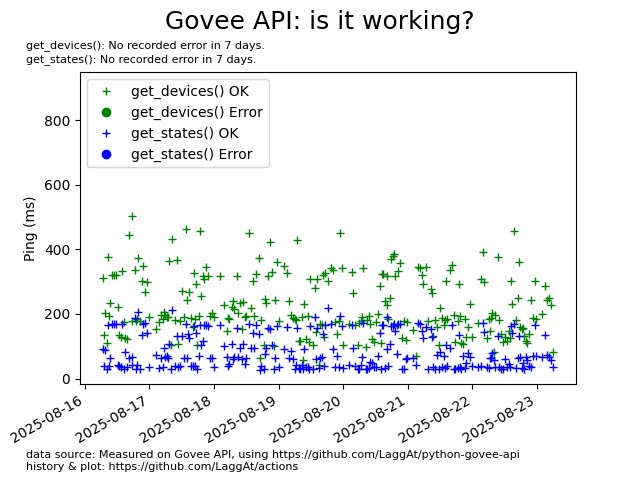 Govee API: is it working?
get_devices(): No recorded error in 7 days.
get_states(): No recorded error in 7 days.
get_devices() OK
get_devices() Error
get_states() OK
get_states() Error
Ping (ms)
800
600
400
200
0
2025-08-16
2025-08-17
2025-08-18
2025-08-19
2025-08-20
2025-08-21
2025-08-22
2025-08-23
data source: Measured on Govee API, using https://github.com/LaggAt/python-govee-api
history & plot: https://github.com/LaggAt/actions